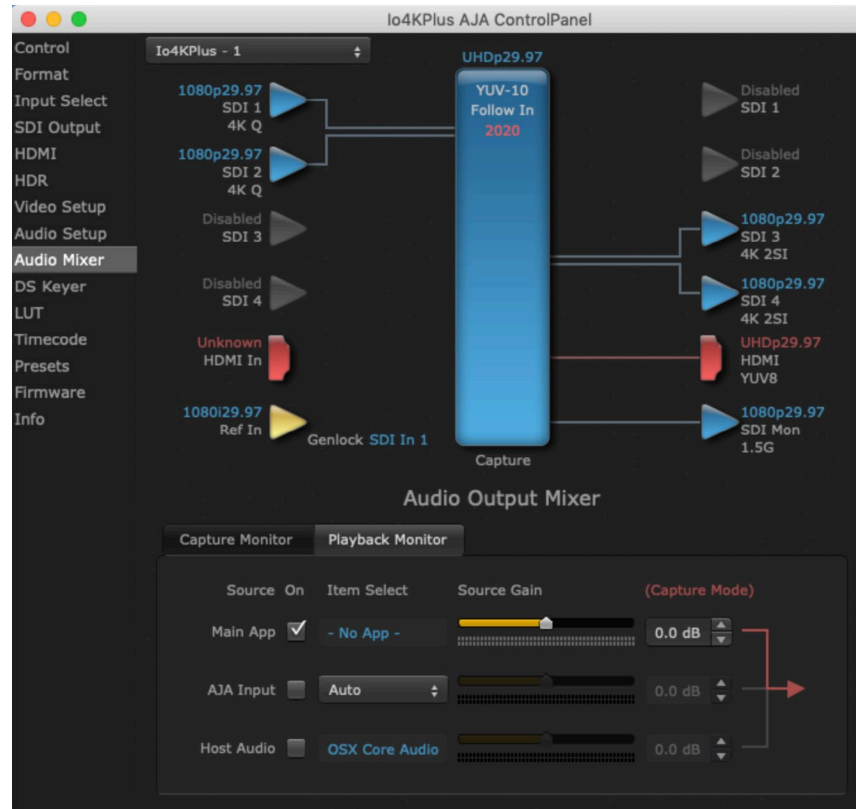 Io4KPlus AJA ControlPanel
Control
Format
Input Select
SDI Output
HDMI
HDR
Video Setup
Audio Setup
Audio Mixer
DS Keyer
LUT
Timecode
Presets
Firmware
Info
Io4KPlus - 1
1080p29.97
SDI 1
4K Q
1080p29.97
SDI 2
4K Q
Disabled
SDI 3
Disabled
SDI 4
Unknown
HDMI In
1080i29.97
Ref In
Genlock SDI In 1
UHDp29.97
YUV-10
Follow In
2020
Capture
Disabled
SDI 1
Disabled
SDI 2
1080p29.97
SDI 3
4K 2SI
1080p29.97
SDI 4
4K 2SI
UHDp29.97
HDMI
YUV8
1080p29.97
SDI Mon
1.5G
Audio Output Mixer
Capture Monitor Playback Monitor
Source On Item Select Source Gain (Capture Mode)
Main App - No App - 0.0 dB
AJA Input Auto 0.0 dB
Host Audio OSX Core Audio 0.0 dB